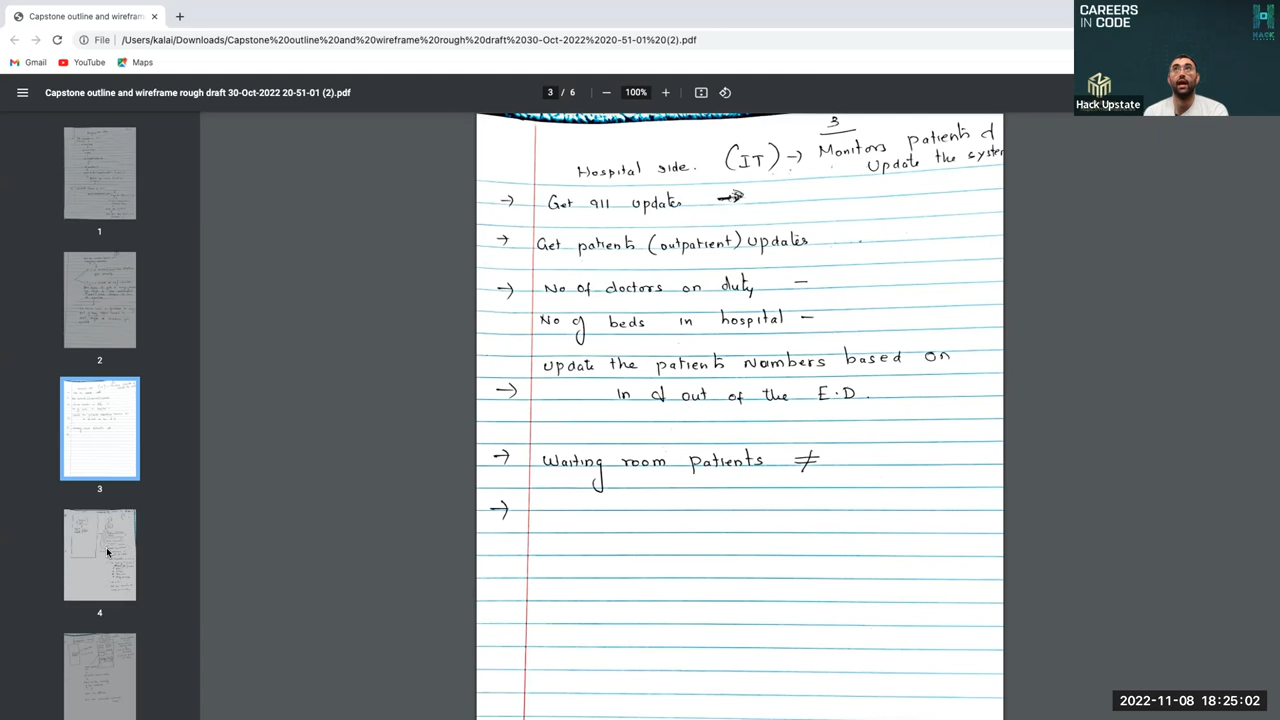 Capstone outline and wirefram
File
/Users/kalai/Downloads/Capstone%20outline%20and%20wireframe%20rough%20draft%2030-Oct-2022%2020-51-01%20(2).pdf
Gmail YouTube Maps
Capstone outline and wireframe rough draft 30-Oct-2022 20-51-01 (2).pdf
3 / 6
100%
CAREERS
IN CODE
HACK
Hack Upstate
1
2
3
4
3
Hospital side. (IT) → Monitors patients &
Update the system
→ Get 911 updates →
→ Get patients (outpatient) updates
→ No of doctors on duty –
No of beds in hospital –
Update the patients Numbers based on
→ In & out of the E.D.
→ Waiting room patients ≠
→
2022-11-08 18:25:02